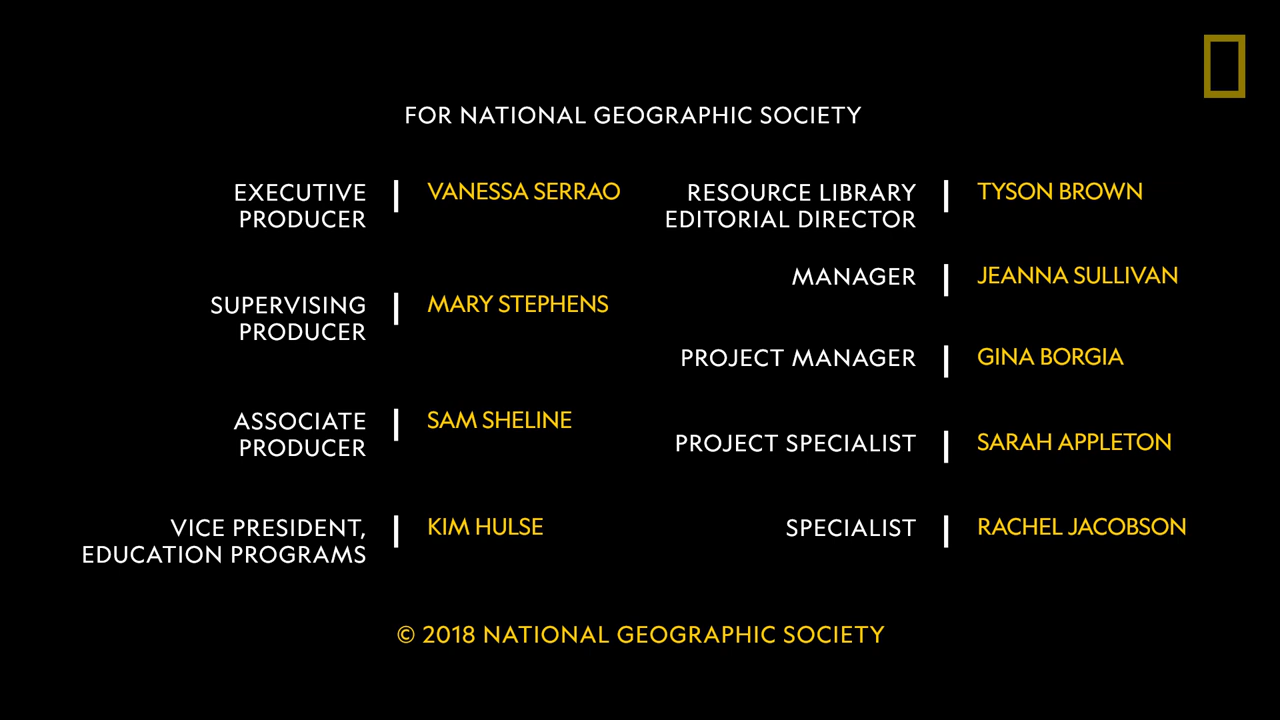 FOR NATIONAL GEOGRAPHIC SOCIETY
EXECUTIVE
PRODUCER
VANESSA SERRAO
SUPERVISING
PRODUCER
MARY STEPHENS
ASSOCIATE
PRODUCER
SAM SHELINE
VICE PRESIDENT,
EDUCATION PROGRAMS
KIM HULSE
RESOURCE LIBRARY
EDITORIAL DIRECTOR
TYSON BROWN
MANAGER
JEANNA SULLIVAN
PROJECT MANAGER
GINA BORGIA
PROJECT SPECIALIST
SARAH APPLETON
SPECIALIST
RACHEL JACOBSON
© 2018 NATIONAL GEOGRAPHIC SOCIETY